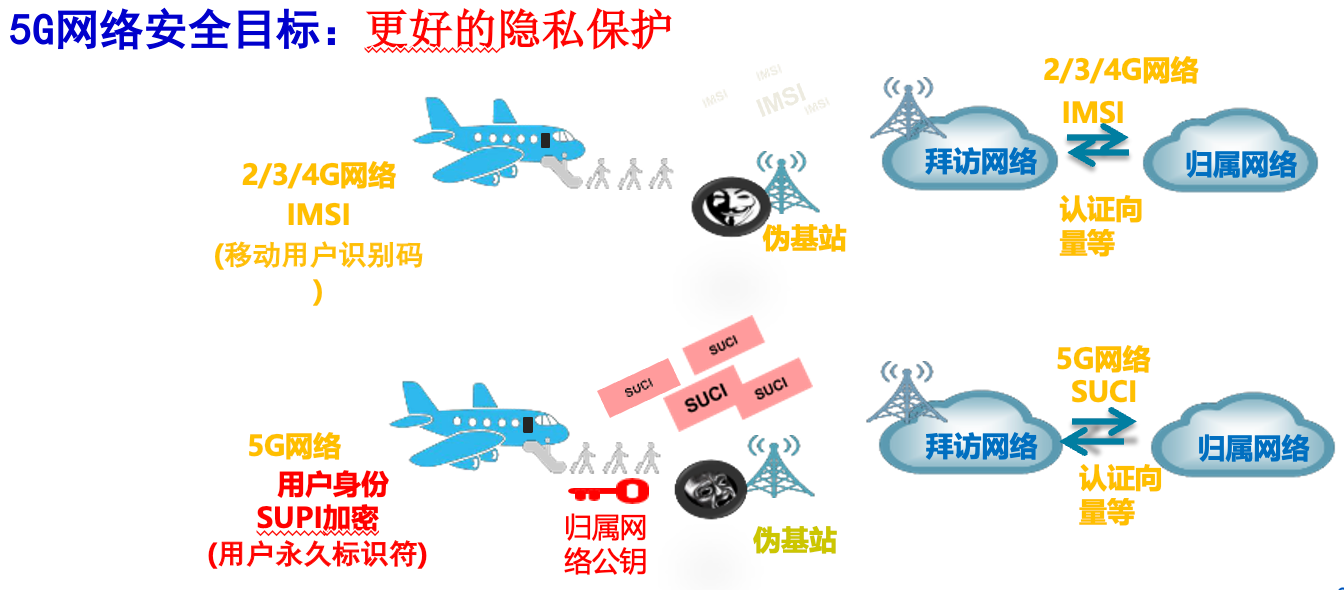 5G网络安全目标：更好的隐私保护
2/3/4G网络
IMSI
(移动用户识别码
)
IMSI
IMSI
IMSI
IMSI
伪基站
2/3/4G网络
IMSI
拜访网络
归属网络
认证向
量等
5G网络
用户身份
SUPI加密
(用户永久标识符)
SUCI
SUCI
SUCI
SUCI
归属网
络公钥
伪基站
5G网络
SUCI
拜访网络
归属网络
认证向
量等